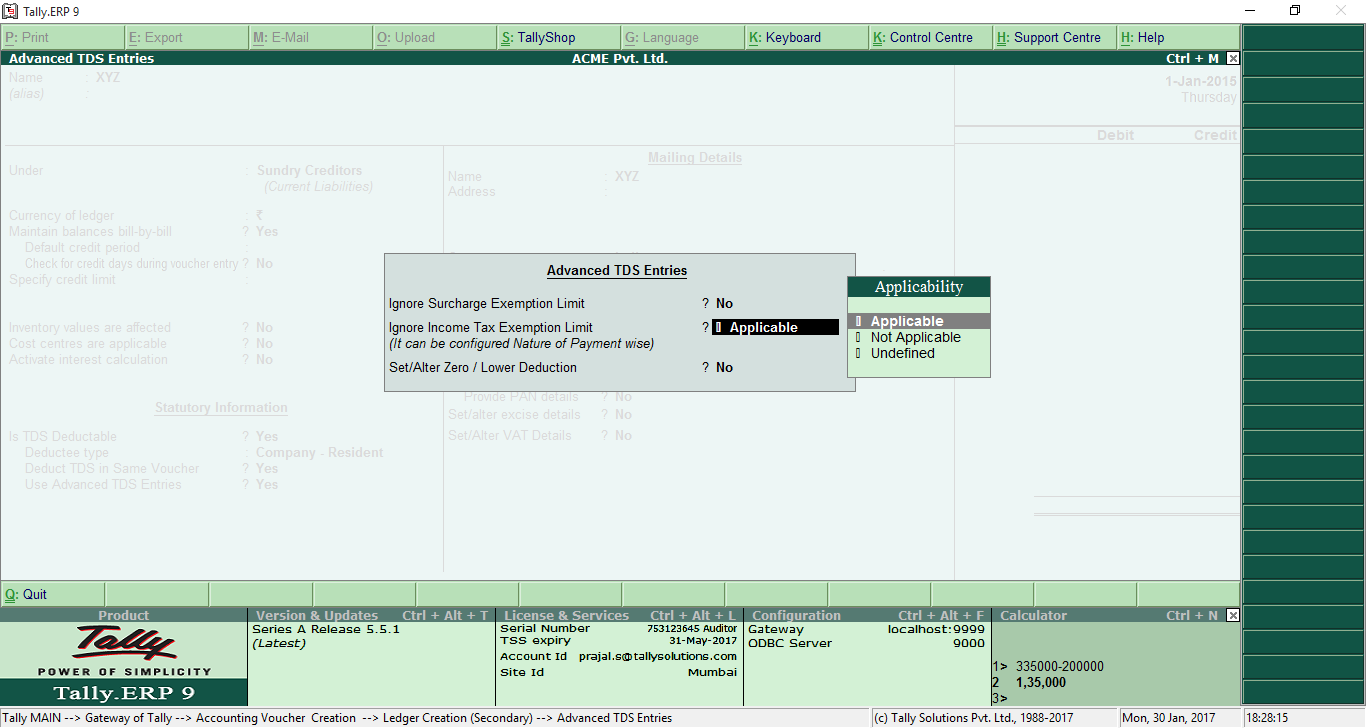 Tally.ERP 9
P: Print E: Export M: E-Mail O: Upload S: TallyShop G: Language K: Keyboard K: Control Centre H: Support Centre H: Help
Advanced TDS Entries ACME Pvt. Ltd. Ctrl + M
Name : XYZ
(alias) :
1-Jan-2015
Thursday
Debit Credit
Under : Sundry Creditors
(Current Liabilities)
Currency of ledger : ₹
Maintain balances bill-by-bill ? Yes
Default credit period :
Check for credit days during voucher entry ? No
Specify credit limit :
Inventory values are affected ? No
Cost centres are applicable ? No
Activate interest calculation ? No
Statutory Information
Is TDS Deductable ? Yes
Deductee type : Company - Resident
Deduct TDS in Same Voucher ? Yes
Use Advanced TDS Entries ? Yes
Mailing Details
Name : XYZ
Address :
Provide PAN details ? No
Set/alter excise details ? No
Set/Alter VAT Details ? No
Advanced TDS Entries
Ignore Surcharge Exemption Limit ? No
Ignore Income Tax Exemption Limit ? Applicable
(It can be configured Nature of Payment wise)
Set/Alter Zero / Lower Deduction ? No
Applicability
Applicable
Not Applicable
Undefined
Q: Quit
Product
Tally
POWER OF SIMPLICITY
Tally.ERP 9
Version & Updates Ctrl + Alt + T
Series A Release 5.5.1
(Latest)
License & Services Ctrl + Alt + L
Serial Number 753123645 Auditor
TSS expiry 31-May-2017
Account Id prajal.s@tallysolutions.com
Site Id Mumbai
Configuration Ctrl + Alt + F
Gateway localhost:9999
ODBC Server 9000
Calculator Ctrl + N
1> 335000-200000
2 1,35,000
3>
Tally MAIN --> Gateway of Tally --> Accounting Voucher Creation --> Ledger Creation (Secondary) --> Advanced TDS Entries (c) Tally Solutions Pvt. Ltd., 1988-2017 Mon, 30 Jan, 2017 18:28:15